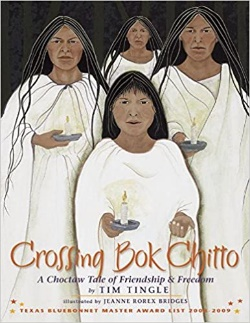 Crossing Bok Chitto
A Choctaw Tale of Friendship & Freedom
by TIM TINGLE
illustrated by JEANNE ROREX BRIDGES
TEXAS BLUEBONNET MASTER AWARD LIST 2008-2009